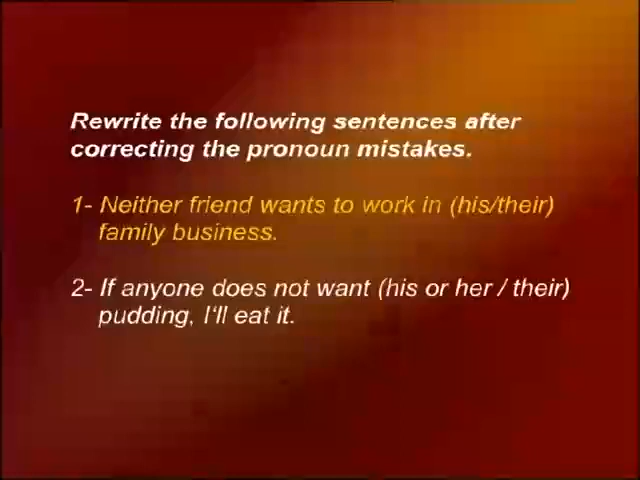 Rewrite the following sentences after
correcting the pronoun mistakes.
1- Neither friend wants to work in (his/their)
family business.
2- If anyone does not want (his or her / their)
pudding, I'll eat it.